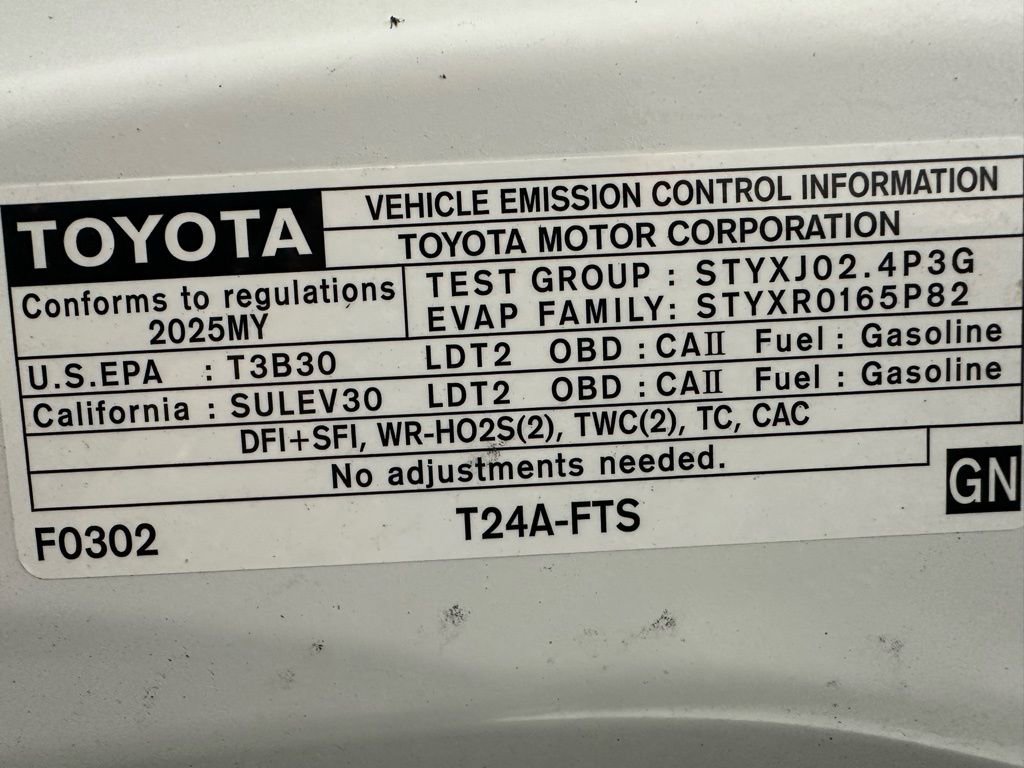 TOYOTA
VEHICLE EMISSION CONTROL INFORMATION
TOYOTA MOTOR CORPORATION
Conforms to regulations
2025MY
TEST GROUP : STYXJ02.4P3G
EVAP FAMILY: STYXR0165P82
U.S.EPA : T3B30 LDT2 OBD : CAII Fuel : Gasoline
California : SULEV30 LDT2 OBD : CAII Fuel : Gasoline
DFI+SFI, WR-HO2S(2), TWC(2), TC, CAC
No adjustments needed.
GN
F0302 T24A-FTS